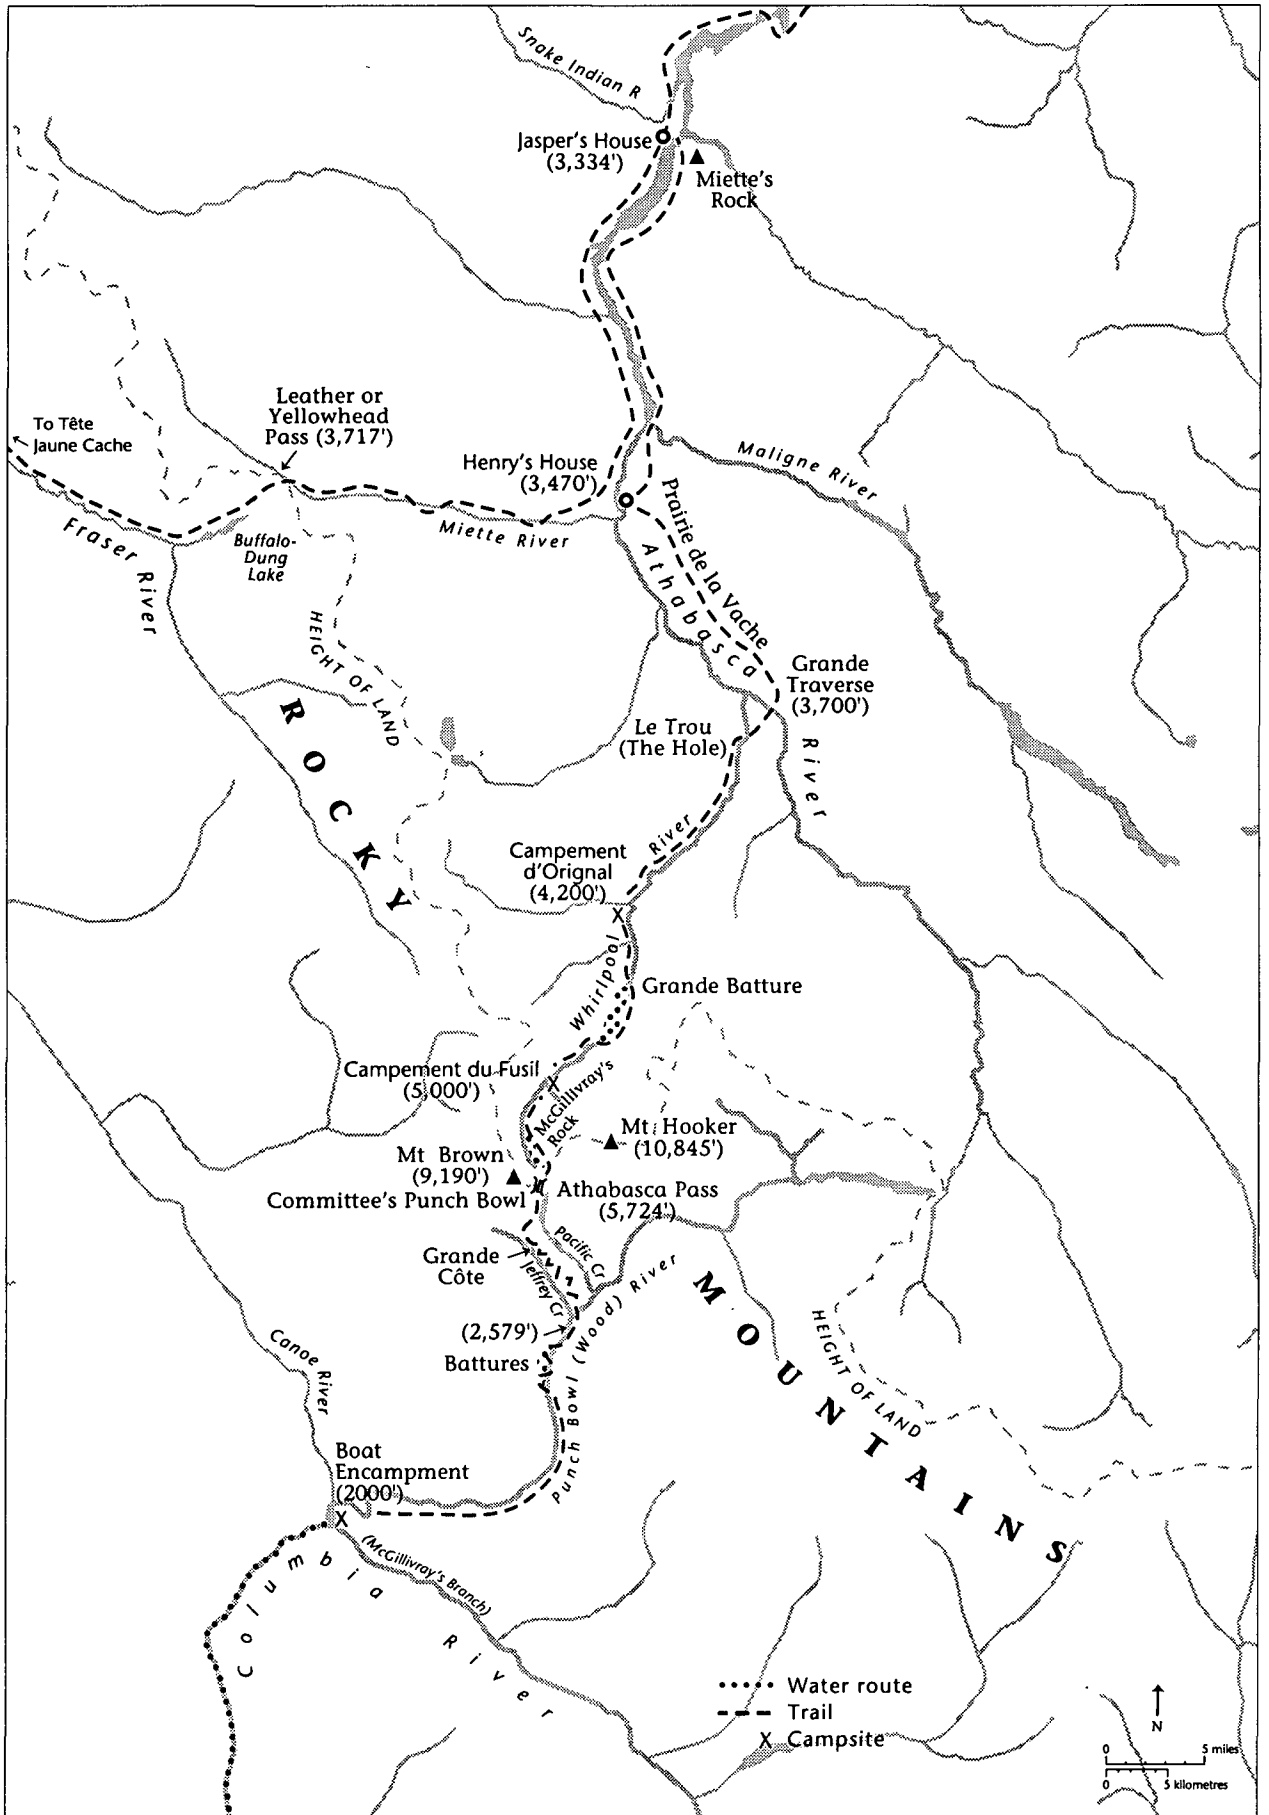 Snake Indian R
Jasper's House
(3,334')
Miette's
Rock
Leather or
Yellowhead
Pass (3,717')
To Tête
Jaune Cache
Henry's House
(3,470')
Maligne River
Prairie de la Vache
Fraser River
Buffalo-
Dung
Lake
Miette River
Athabasca River
HEIGHT OF LAND
Grande
Traverse
(3,700')
ROCKY
Le Trou
(The Hole)
Campement
d'Orignal
(4,200')
Whirlpool River
Grande Batture
Campement du Fusil
(5,000')
McGillivray's
Rock
Mt Hooker
(10,845')
Mt Brown
(9,190')
Committee's Punch Bowl
Athabasca Pass
(5,724')
Pacific Cr
Grande
Côte
Jeffrey Cr
MOUNTAINS
(2,579')
Battures
Punch Bowl (Wood) River
HEIGHT OF LAND
Canoe River
Boat
Encampment
(2000')
(McGillivray's Branch)
Columbia River
Water route
Trail
X Campsite
N
0 5 miles
0 5 kilometres